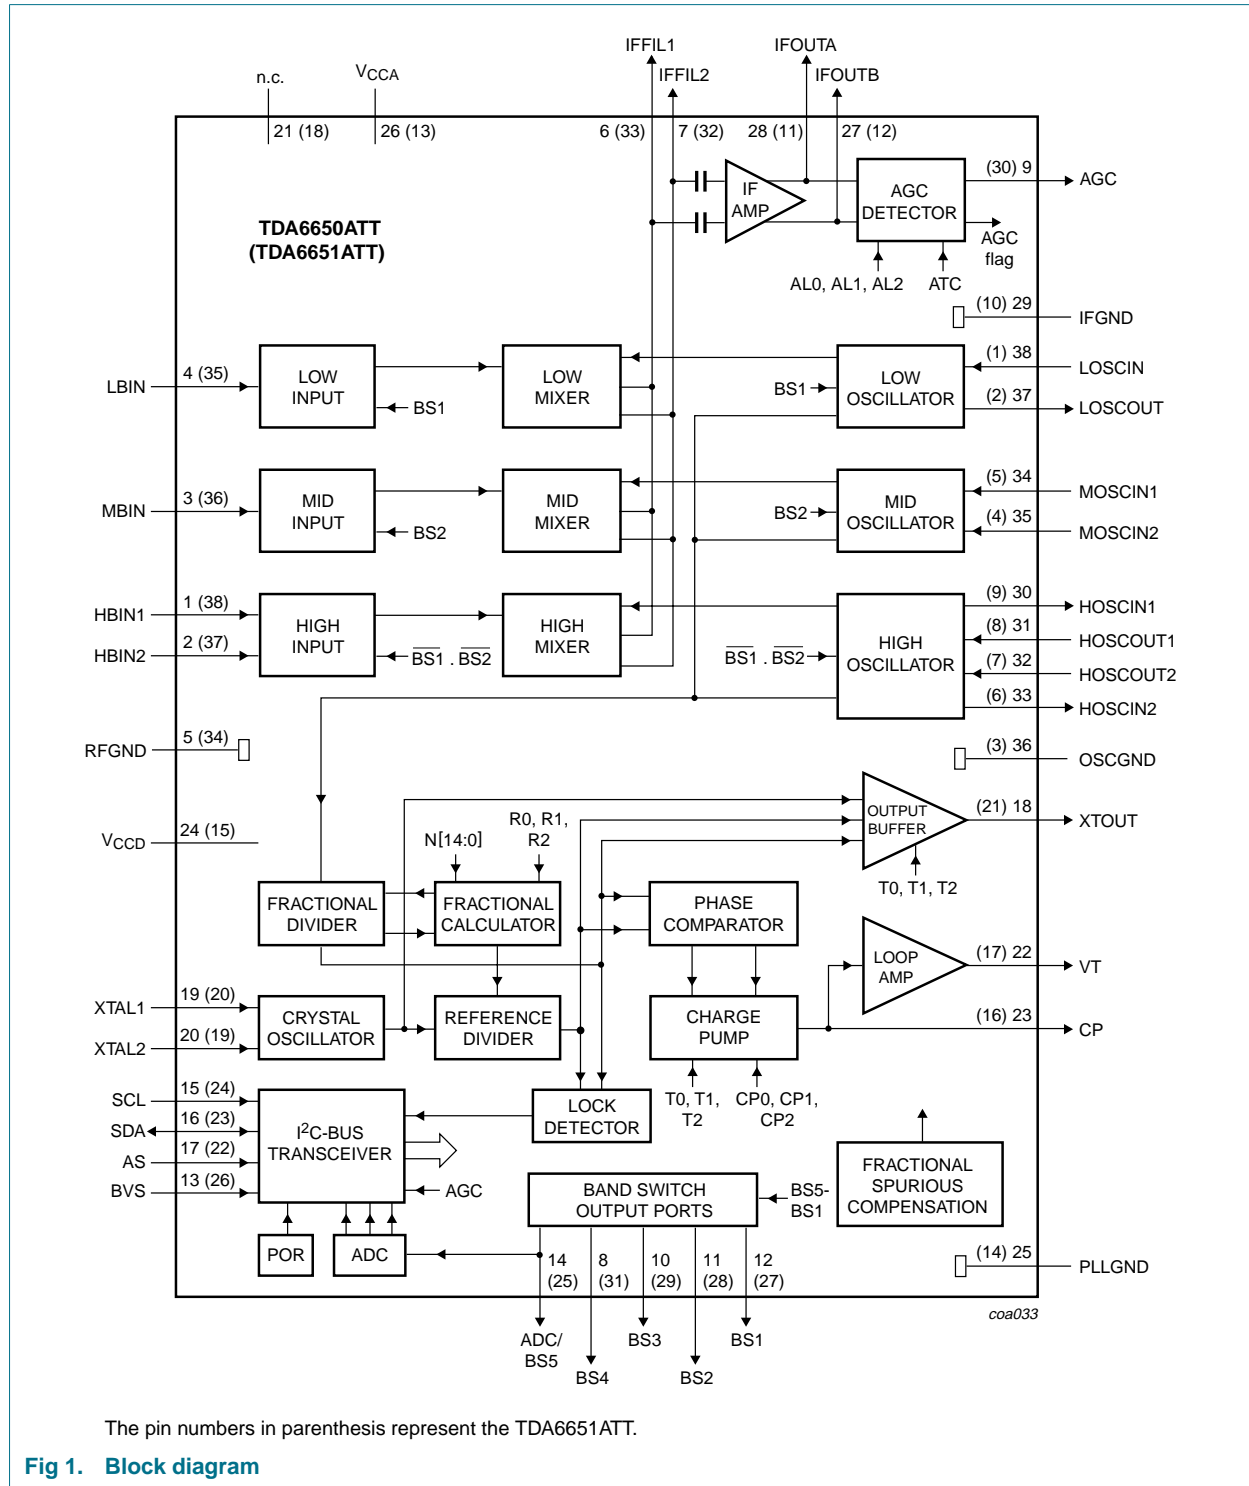 IFFIL1
IFOUTA
IFFIL2
IFOUTB
n.c.
VCCA
21 (18)
26 (13)
6 (33)
7 (32)
28 (11)
27 (12)
TDA6650ATT
(TDA6651ATT)
IF
AMP
AGC
DETECTOR
(30) 9
AGC
AGC
flag
AL0, AL1, AL2
ATC
(10) 29
IFGND
LBIN
4 (35)
LOW
INPUT
BS1
LOW
MIXER
BS1
LOW
OSCILLATOR
(1) 38
LOSCIN
(2) 37
LOSCOUT
MBIN
3 (36)
MID
INPUT
BS2
MID
MIXER
BS2
MID
OSCILLATOR
(5) 34
MOSCIN1
(4) 35
MOSCIN2
HBIN1
1 (38)
HBIN2
2 (37)
HIGH
INPUT
BS1 . BS2
HIGH
MIXER
BS1 . BS2
HIGH
OSCILLATOR
(9) 30
HOSCIN1
(8) 31
HOSCOUT1
(7) 32
HOSCOUT2
(6) 33
HOSCIN2
RFGND
5 (34)
(3) 36
OSCGND
VCCD
24 (15)
N[14:0]
R0, R1,
R2
OUTPUT
BUFFER
(21) 18
XTOUT
T0, T1, T2
FRACTIONAL
DIVIDER
FRACTIONAL
CALCULATOR
PHASE
COMPARATOR
LOOP
AMP
(17) 22
VT
XTAL1
19 (20)
XTAL2
20 (19)
CRYSTAL
OSCILLATOR
REFERENCE
DIVIDER
CHARGE
PUMP
(16) 23
CP
T0, T1,
T2
CP0, CP1,
CP2
SCL
15 (24)
SDA
16 (23)
AS
17 (22)
BVS
13 (26)
I2C-BUS
TRANSCEIVER
LOCK
DETECTOR
AGC
POR
ADC
BAND SWITCH
OUTPUT PORTS
BS5-
BS1
FRACTIONAL
SPURIOUS
COMPENSATION
14
(25)
8
(31)
10
(29)
11
(28)
12
(27)
(14) 25
PLLGND
coa033
ADC/
BS5
BS4
BS3
BS2
BS1
The pin numbers in parenthesis represent the TDA6651ATT.
Fig 1. Block diagram